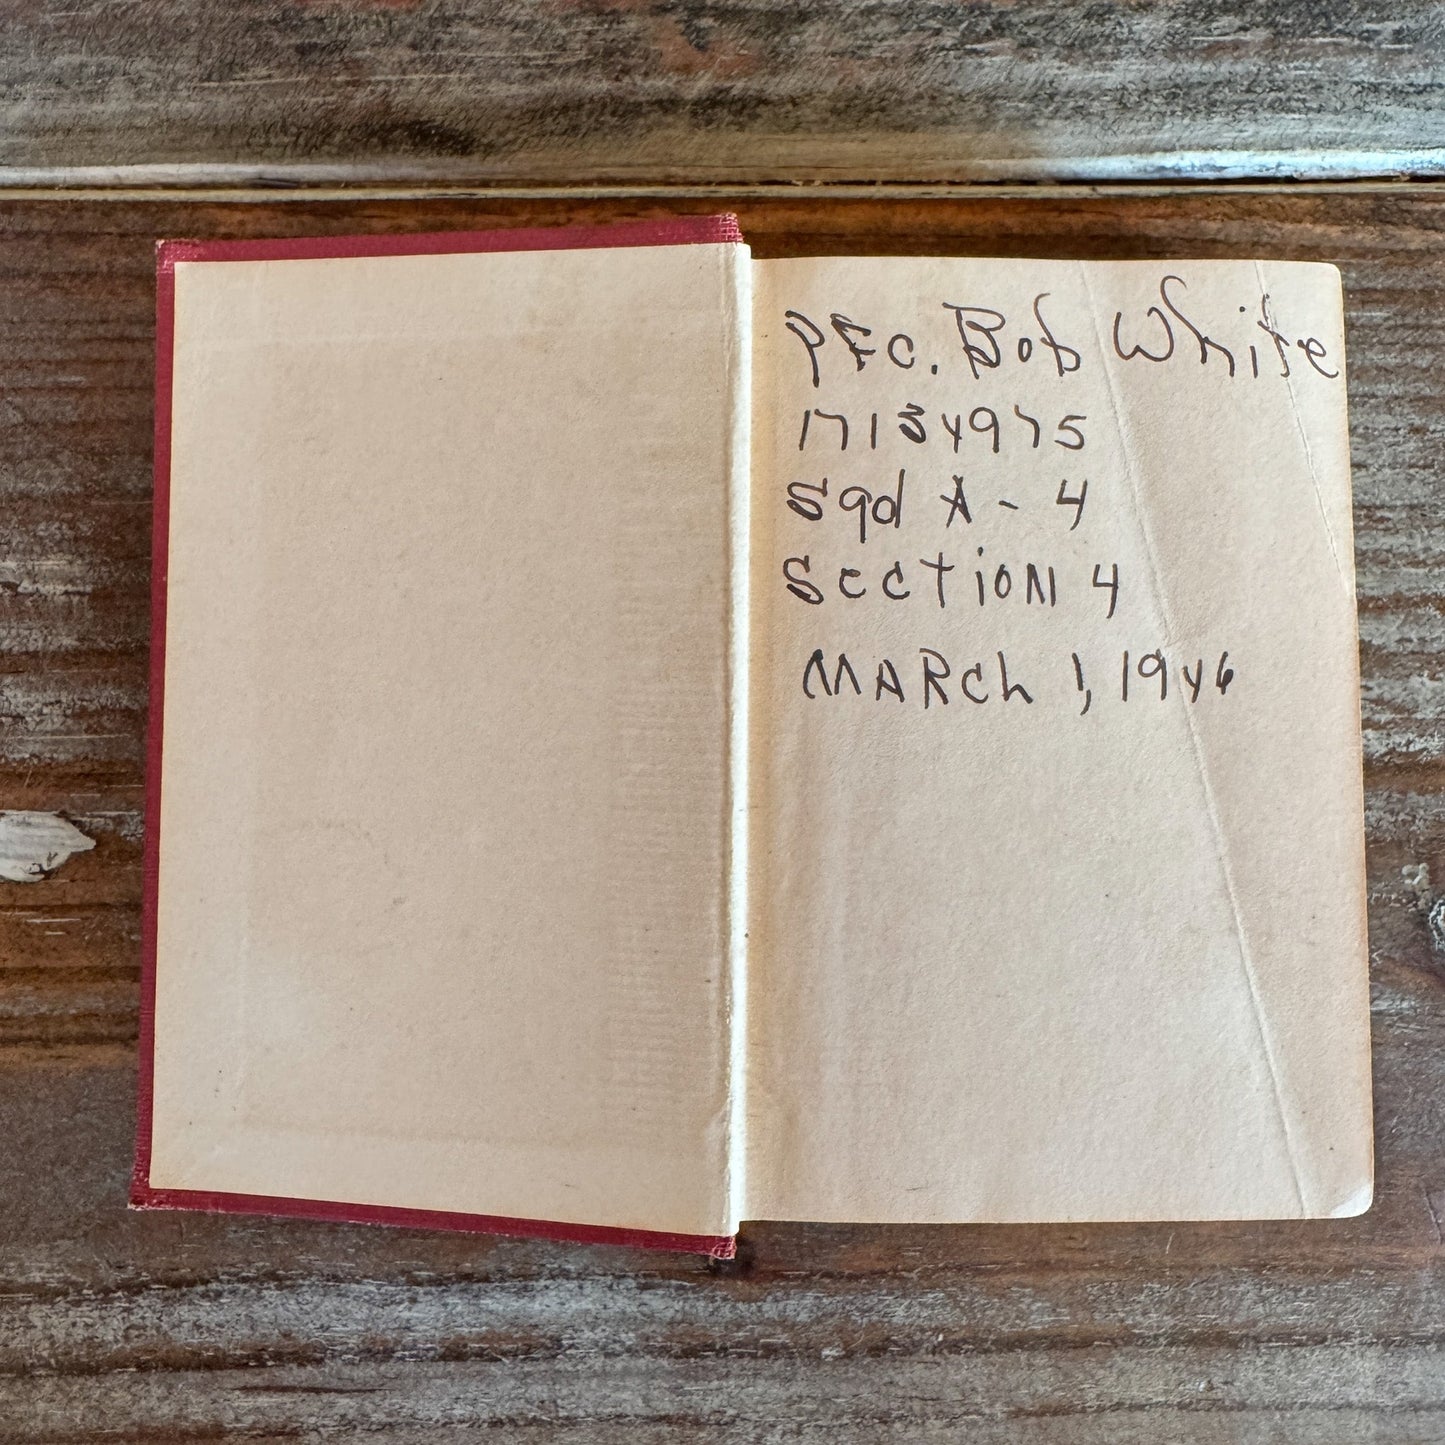 PFc. Bob White
17134975
Sqd A - 4
Section 4
MARCh 1, 1946